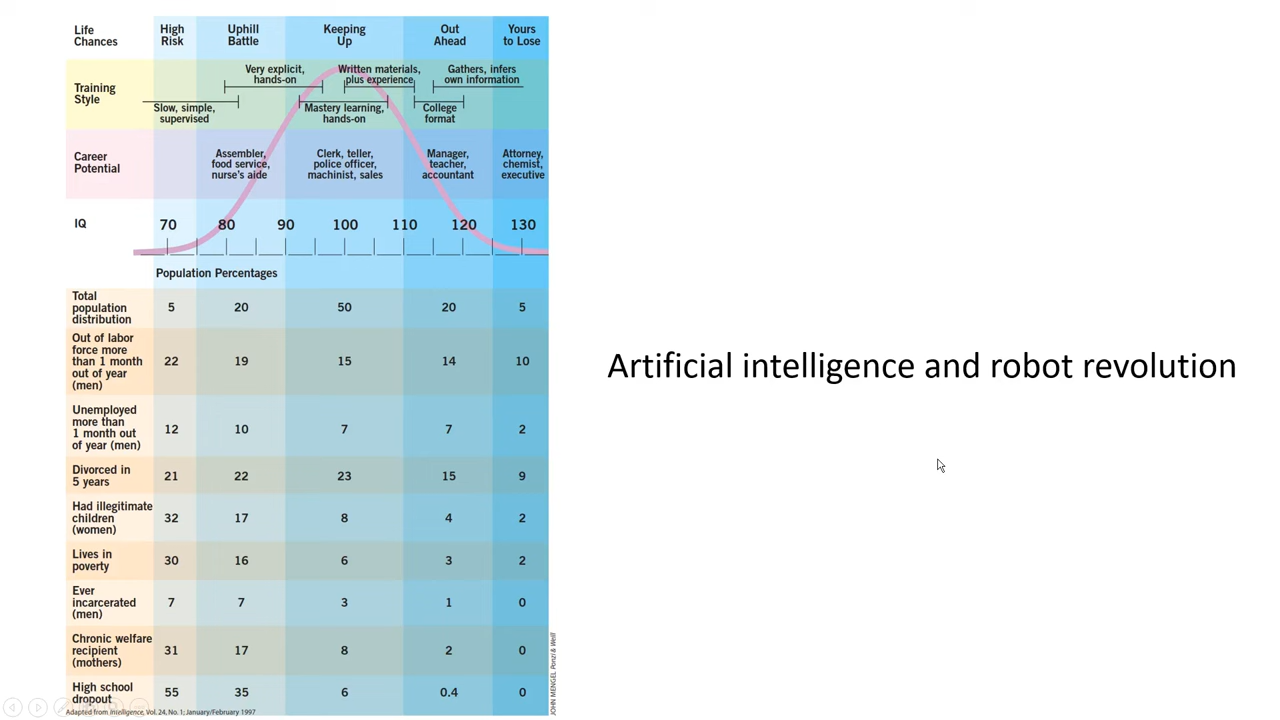 Life
Chances
High
Risk
Uphill
Battle
Keeping
Up
Out
Ahead
Yours
to Lose
Training
Style
Very explicit,
hands-on
Written materials,
plus experience
Gathers, infers
own information
Slow, simple,
supervised
Mastery learning,
hands-on
College
format
Career
Potential
Assembler,
food service,
nurse's aide
Clerk, teller,
police officer,
machinist, sales
Manager,
teacher,
accountant
Attorney,
chemist,
executive
IQ 70 80 90 100 110 120 130
Population Percentages
Total
population
distribution
5 20 50 20 5
Out of labor
force more
than 1 month
out of year
(men)
22 19 15 14 10
Unemployed
more than
1 month out
of year (men)
12 10 7 7 2
Divorced in
5 years
21 22 23 15 9
Had illegitimate
children
(women)
32 17 8 4 2
Lives in
poverty
30 16 6 3 2
Ever
incarcerated
(men)
7 7 3 1 0
Chronic welfare
recipient
(mothers)
31 17 8 2 0
High school
dropout
55 35 6 0.4 0
Adapted from Intelligence, Vol. 24, No. 1; January/February 1997
JOHN MENGEL Ponzi & Weill
Artificial intelligence and robot revolution